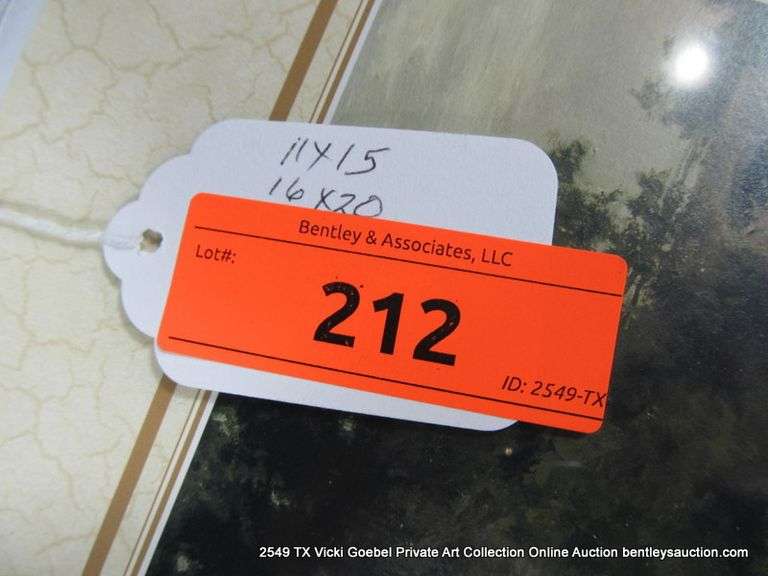 11X15
16X20
Bentley & Associates, LLC
Lot#:
212
ID: 2549-TX
2549 TX Vicki Goebel Private Art Collection Online Auction bentleysauction.com